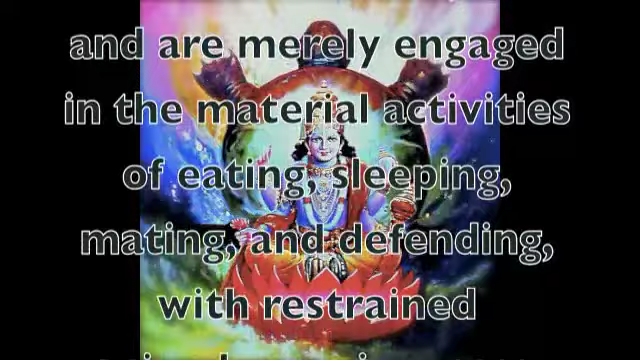 and are merely engaged
in the material activities
of eating, sleeping,
mating, and defending,
with restrained